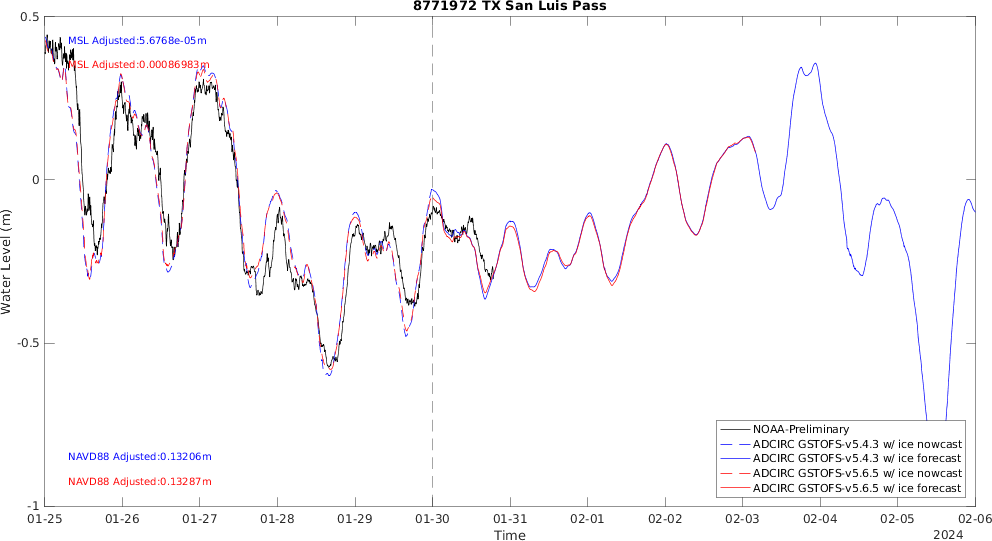 8771972 TX San Luis Pass
0.5
0
-0.5
-1
Water Level (m)
MSL Adjusted:5.6768e-05m
MSL Adjusted:0.00086983m
NAVD88 Adjusted:0.13206m
NAVD88 Adjusted:0.13287m
NOAA-Preliminary
ADCIRC GSTOFS-v5.4.3 w/ ice nowcast
ADCIRC GSTOFS-v5.4.3 w/ ice forecast
ADCIRC GSTOFS-v5.6.5 w/ ice nowcast
ADCIRC GSTOFS-v5.6.5 w/ ice forecast
01-25 01-26 01-27 01-28 01-29 01-30 01-31 02-01 02-02 02-03 02-04 02-05 02-06
Time
2024